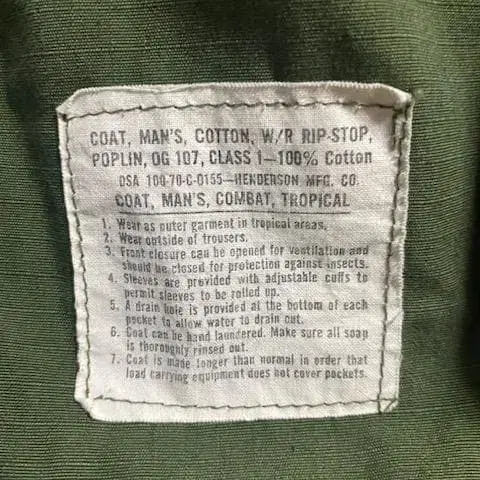 COAT, MAN'S, COTTON, W/R RIP-STOP,
POPLIN, OG 107, CLASS 1—100% Cotton
DSA 100-70-C-0155—HENDERSON MFG. CO.
COAT, MAN'S, COMBAT, TROPICAL
1. Wear as outer garment in tropical areas.
2. Wear outside of trousers.
3. Front closure can be opened for ventilation and
should be closed for protection against insects.
4. Sleeves are provided with adjustable cuffs to
permit sleeves to be rolled up.
5. A drain hole is provided at the bottom of each
pocket to allow water to drain out.
6. Coat can be hand laundered. Make sure all soap
is thoroughly rinsed out.
7. Coat is made longer than normal in order that
load carrying equipment does not cover pockets.